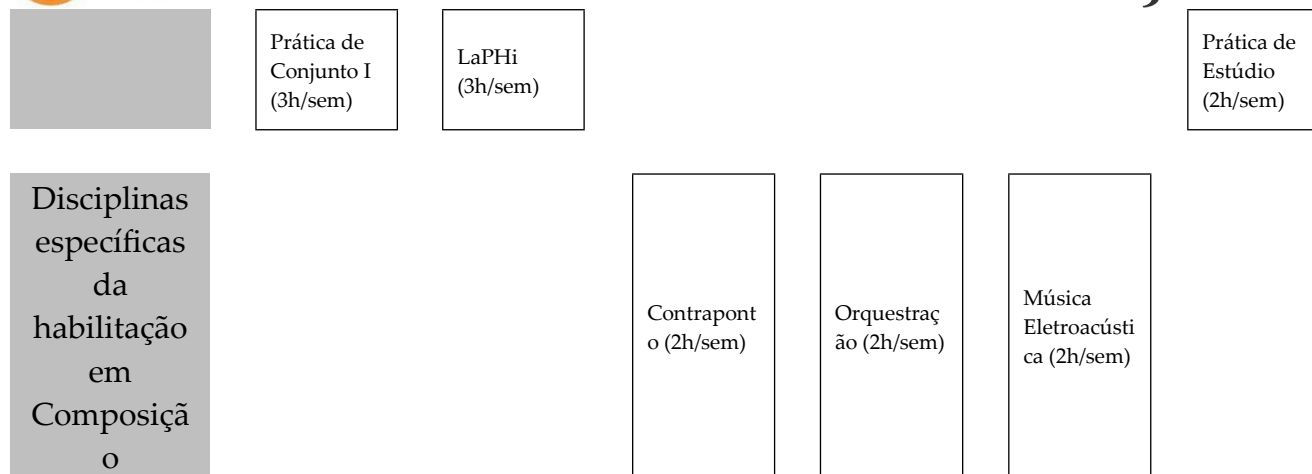 Prática de
Conjunto I
(3h/sem)
LaPHi
(3h/sem)
Prática de
Estúdio
(2h/sem)
Disciplinas
específicas
da
habilitação
em
Composiçã
o
Contrapont
o (2h/sem)
Orquestraç
ão (2h/sem)
Música
Eletroacústi
ca (2h/sem)